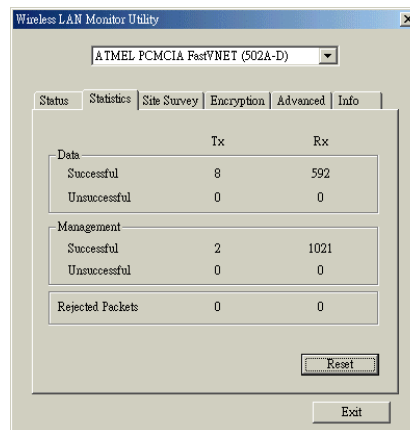 Wireless LAN Monitor Utility
ATMEL PCMCIA FastVNET (502A-D)
Status Statistics Site Survey Encryption Advanced Info
Tx Rx
Data
Successful 8 592
Unsuccessful 0 0
Management
Successful 2 1021
Unsuccessful 0 0
Rejected Packets 0 0
Reset
Exit